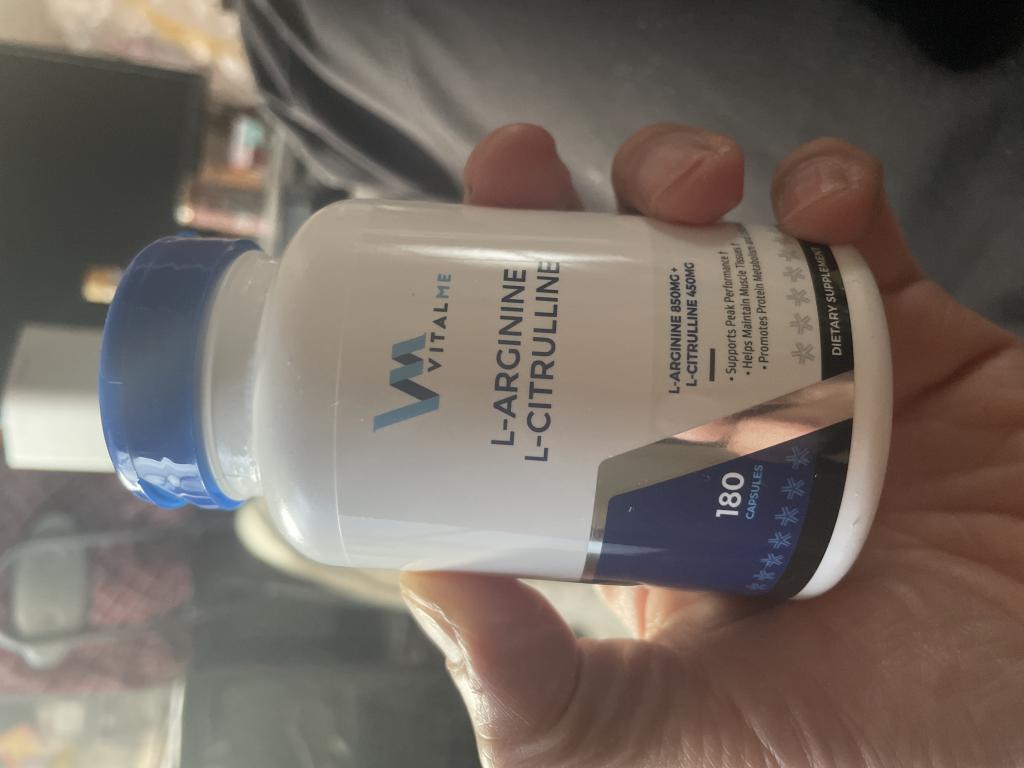 VITALME
L-ARGININE
L-CITRULLINE
L-ARGININE 850MG+
L-CITRULLINE 450MG
• Supports Peak Performance†
• Helps Maintain Muscle Tissues†
• Promotes Protein Metabolism and
180
CAPSULES
DIETARY SUPPLEMENT